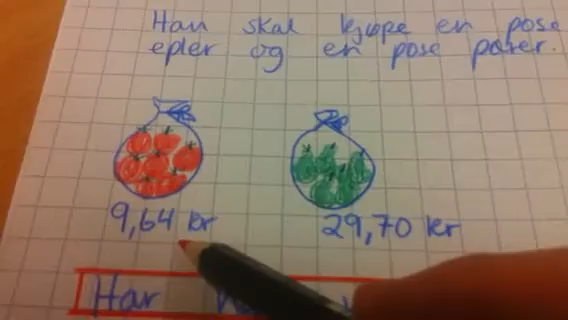 Han skal kjøpe en pose
epler og en pose pærer.
9,64 kr
29,70 kr
Har